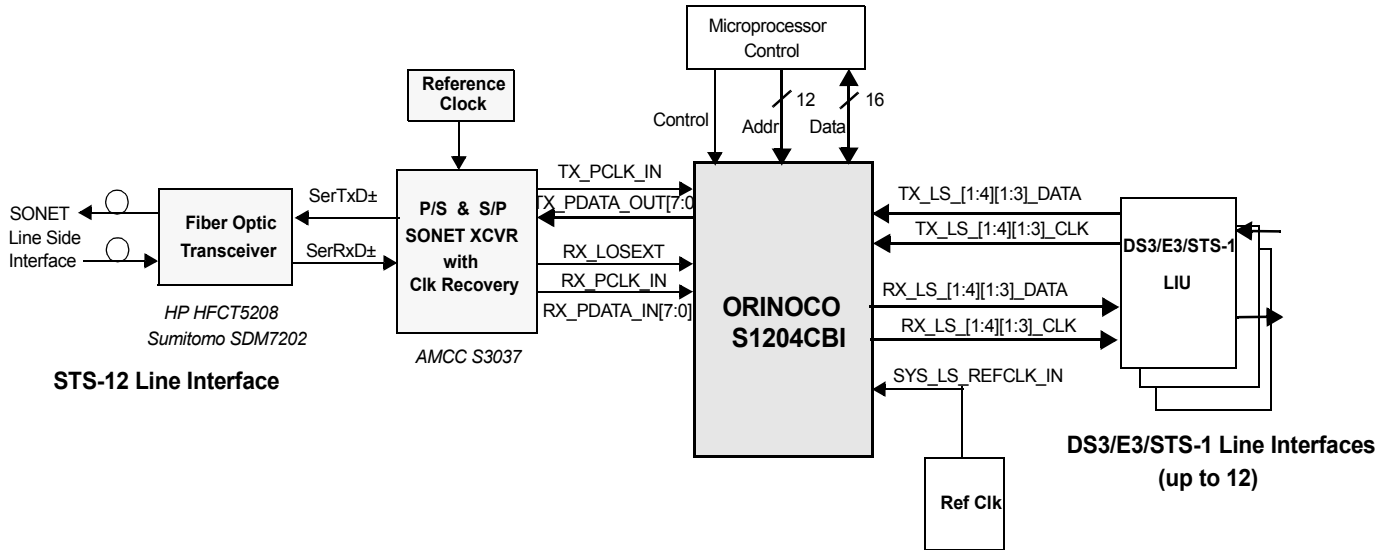 Microprocessor
Control
Reference
Clock
12
16
Control
Addr
Data
TX_PCLK_IN
TX_PDATA_OUT[7:0
SerTxD±
P/S & S/P
SONET XCVR
with
Clk Recovery
SONET
Line Side
Interface
Fiber Optic
Transceiver
SerRxD±
RX_LOSEXT
RX_PCLK_IN
RX_PDATA_IN[7:0]
HP HFCT5208
Sumitomo SDM7202
AMCC S3037
STS-12 Line Interface
ORINOCO
S1204CBI
TX_LS_[1:4][1:3]_DATA
TX_LS_[1:4][1:3]_CLK
RX_LS_[1:4][1:3]_DATA
RX_LS_[1:4][1:3]_CLK
SYS_LS_REFCLK_IN
DS3/E3/STS-1
LIU
DS3/E3/STS-1 Line Interfaces
(up to 12)
Ref Clk